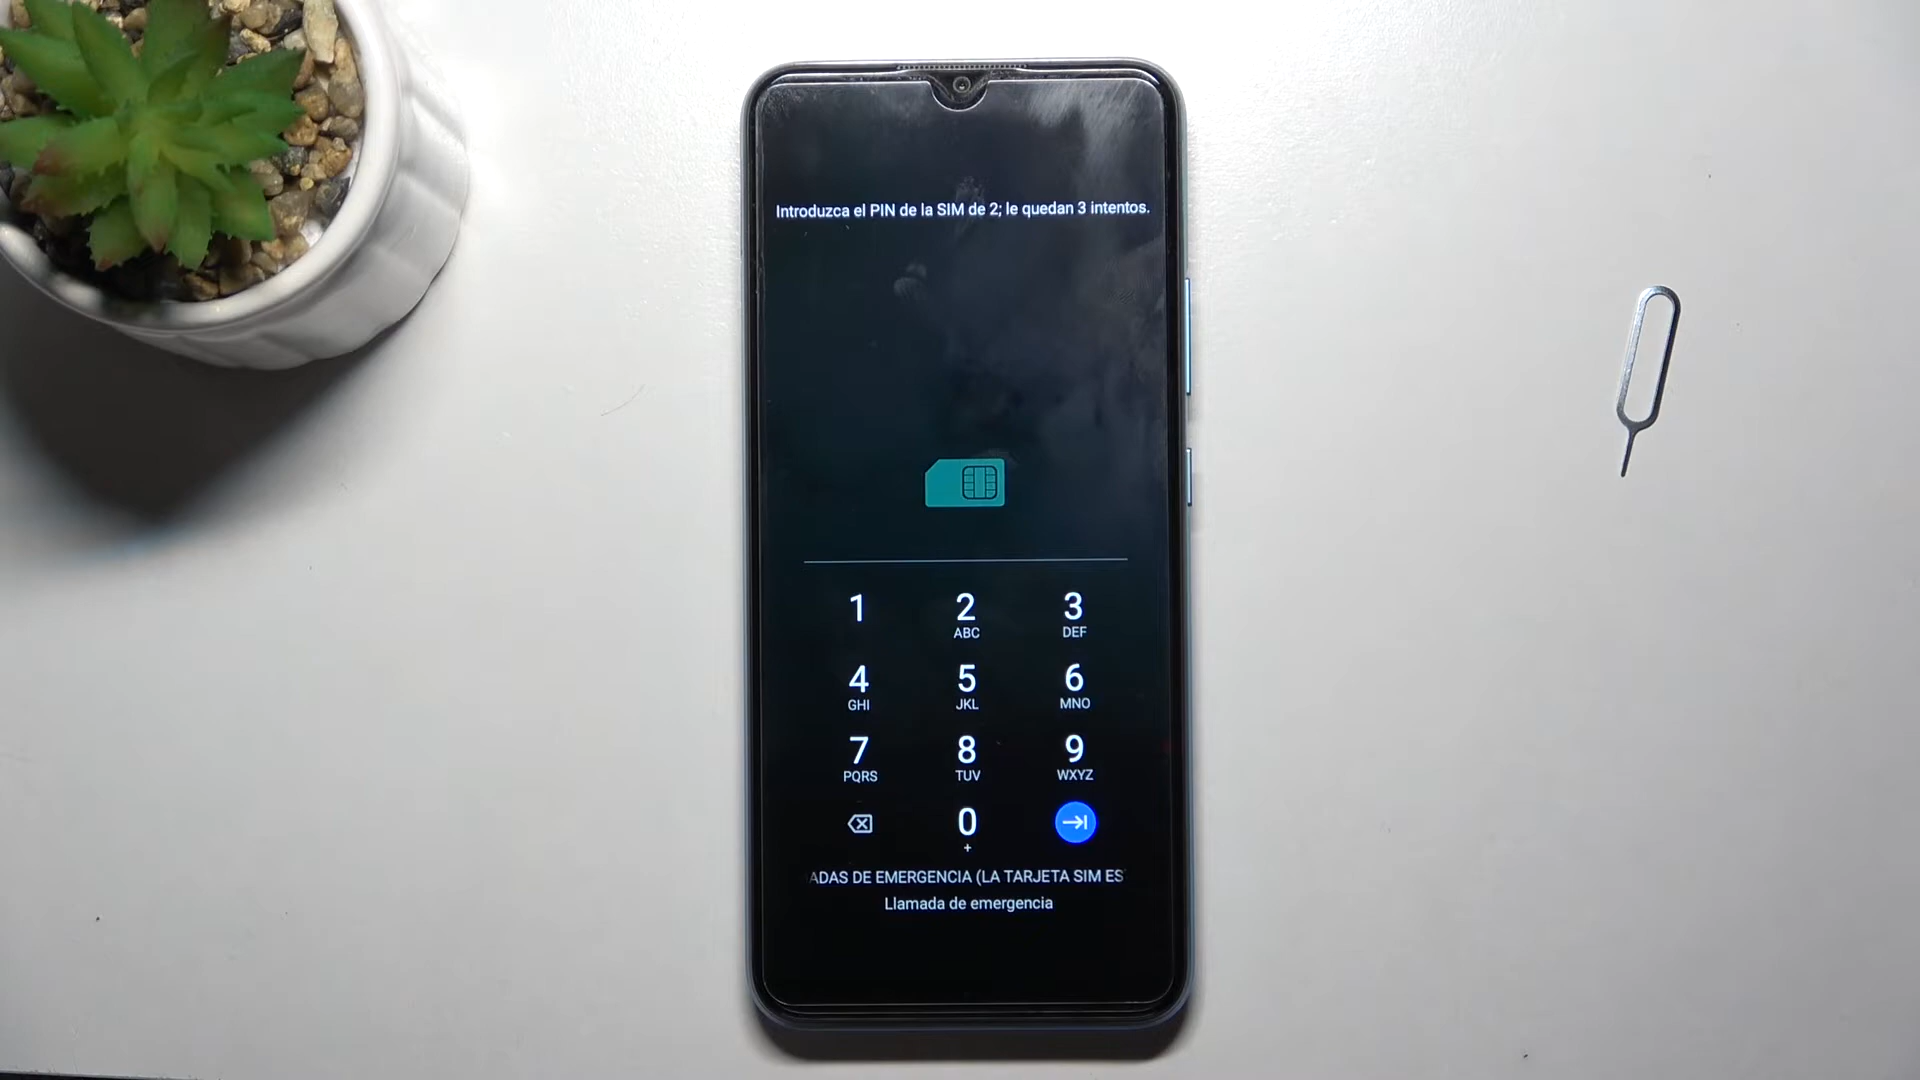 Introduzca el PIN de la SIM de 2; le quedan 3 intentos.
1 2 3
ABC DEF
4 5 6
GHI JKL MNO
7 8 9
PQRS TUV WXYZ
0
+
ADAS DE EMERGENCIA (LA TARJETA SIM ES
Llamada de emergencia